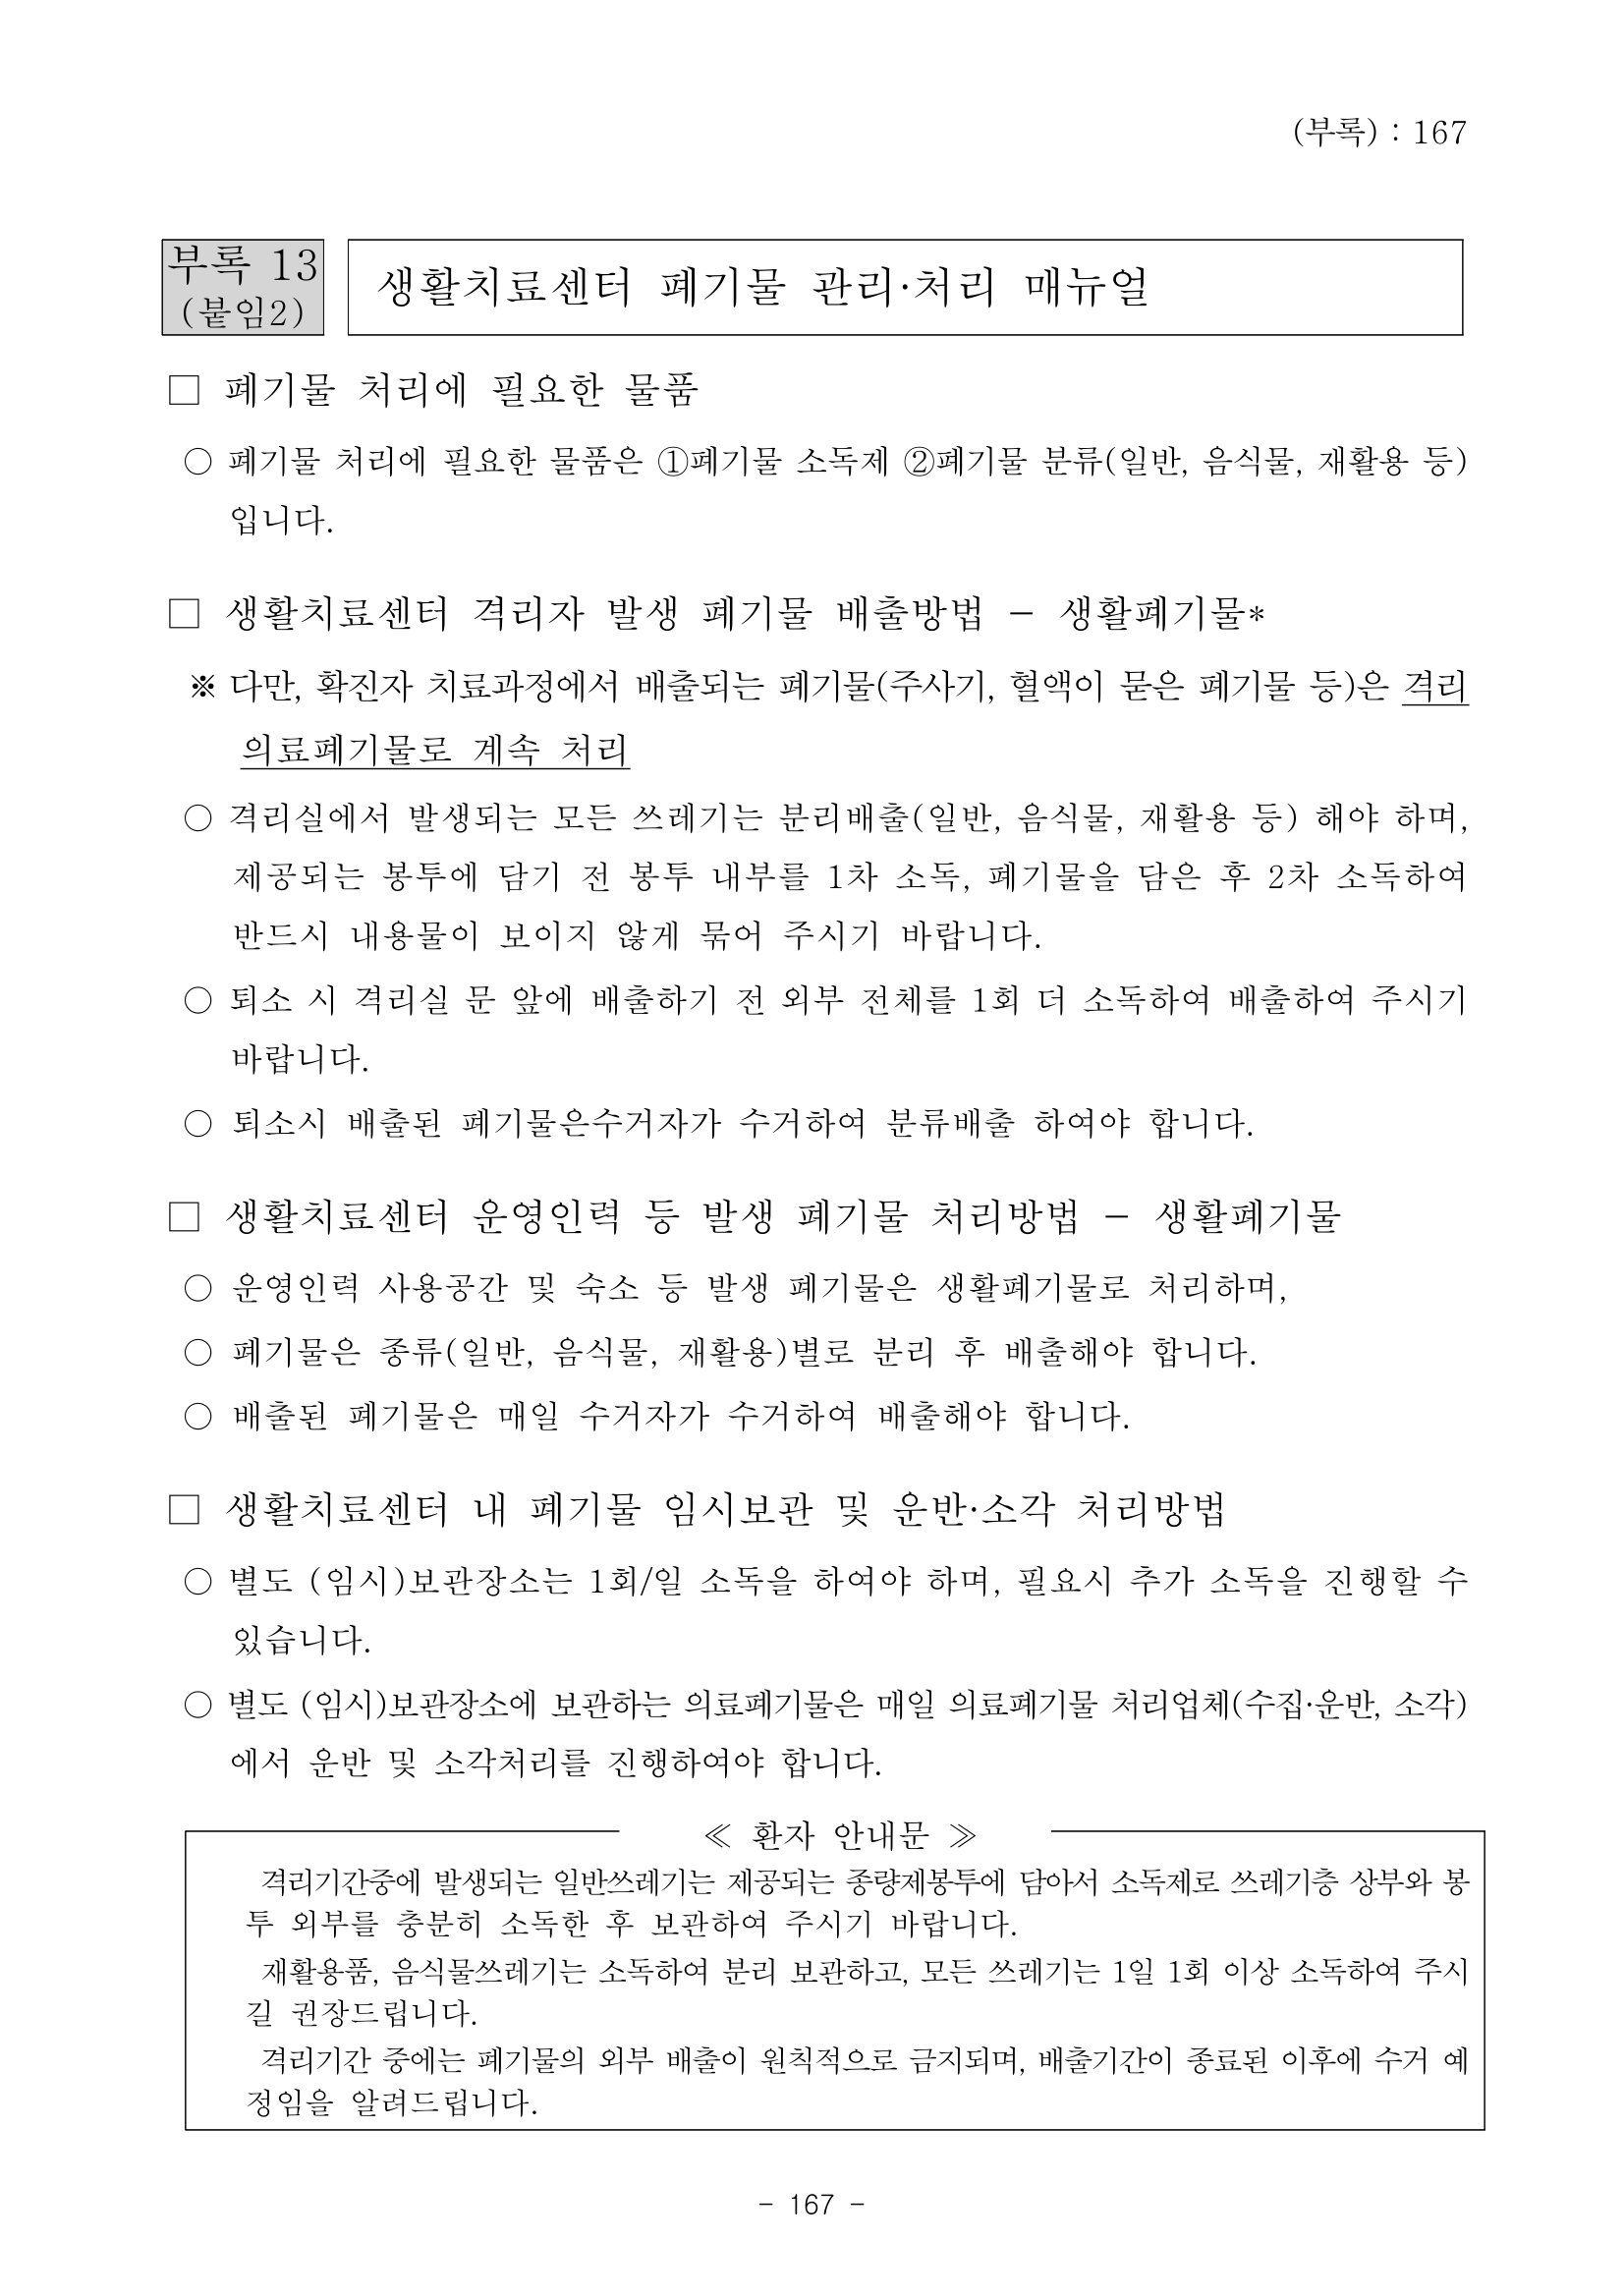 (부록) : 167
부록 13
(붙임2)
생활치료센터 폐기물 관리·처리 매뉴얼
□ 폐기물 처리에 필요한 물품
○ 폐기물 처리에 필요한 물품은 ①폐기물 소독제 ②폐기물 분류(일반, 음식물, 재활용 등)
입니다.
□ 생활치료센터 격리자 발생 폐기물 배출방법 - 생활폐기물*
※ 다만, 확진자 치료과정에서 배출되는 폐기물(주사기, 혈액이 묻은 폐기물 등)은 격리
의료폐기물로 계속 처리
○ 격리실에서 발생되는 모든 쓰레기는 분리배출(일반, 음식물, 재활용 등) 해야 하며,
제공되는 봉투에 담기 전 봉투 내부를 1차 소독, 폐기물을 담은 후 2차 소독하여
반드시 내용물이 보이지 않게 묶어 주시기 바랍니다.
○ 퇴소 시 격리실 문 앞에 배출하기 전 외부 전체를 1회 더 소독하여 배출하여 주시기
바랍니다.
○ 퇴소시 배출된 폐기물은수거자가 수거하여 분류배출 하여야 합니다.
□ 생활치료센터 운영인력 등 발생 폐기물 처리방법 - 생활폐기물
○ 운영인력 사용공간 및 숙소 등 발생 폐기물은 생활폐기물로 처리하며,
○ 폐기물은 종류(일반, 음식물, 재활용)별로 분리 후 배출해야 합니다.
○ 배출된 폐기물은 매일 수거자가 수거하여 배출해야 합니다.
□ 생활치료센터 내 폐기물 임시보관 및 운반·소각 처리방법
○ 별도 (임시)보관장소는 1회/일 소독을 하여야 하며, 필요시 추가 소독을 진행할 수
있습니다.
○ 별도 (임시)보관장소에 보관하는 의료폐기물은 매일 의료폐기물 처리업체(수집·운반, 소각)
에서 운반 및 소각처리를 진행하여야 합니다.
≪ 환자 안내문 ≫
격리기간중에 발생되는 일반쓰레기는 제공되는 종량제봉투에 담아서 소독제로 쓰레기층 상부와 봉
투 외부를 충분히 소독한 후 보관하여 주시기 바랍니다.
재활용품, 음식물쓰레기는 소독하여 분리 보관하고, 모든 쓰레기는 1일 1회 이상 소독하여 주시
길 권장드립니다.
격리기간 중에는 폐기물의 외부 배출이 원칙적으로 금지되며, 배출기간이 종료된 이후에 수거 예
정임을 알려드립니다.
- 167 -